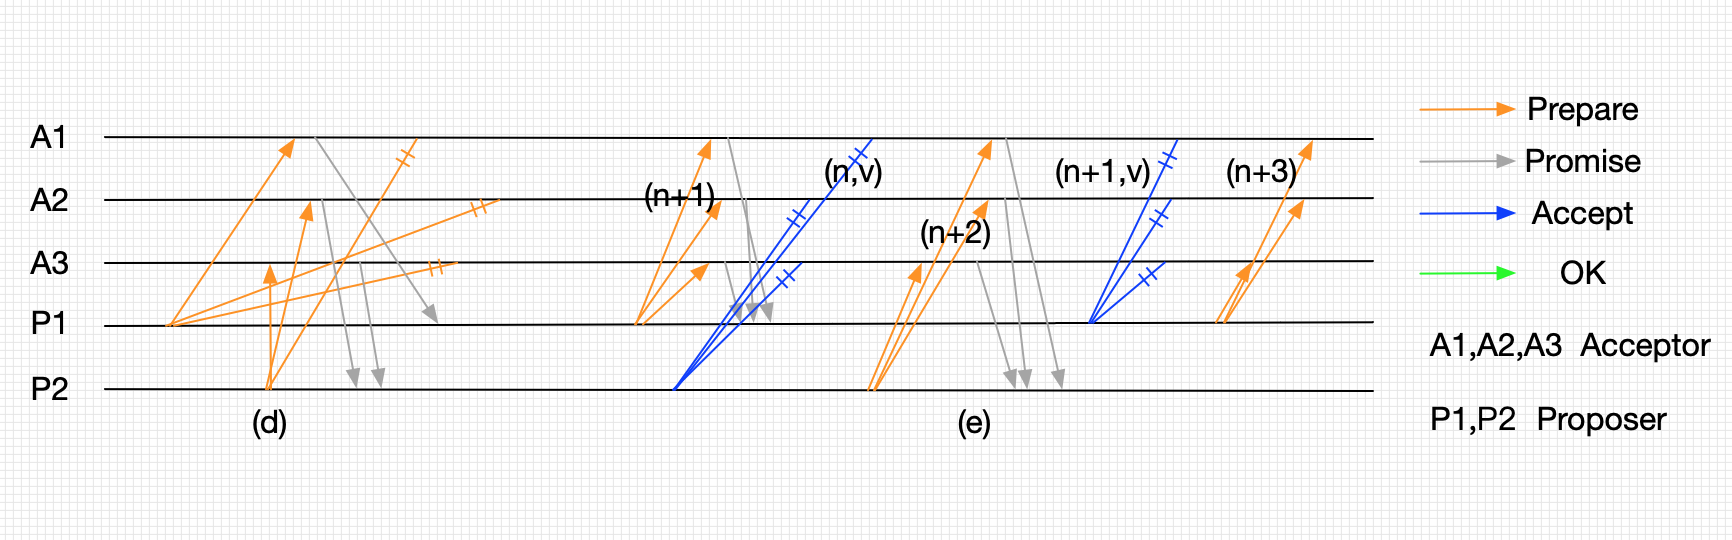 Prepare
A1
Promise
(n+1)
(n,v)
(n+1,v)
(n+3)
A2
Accept
(n+2)
A3
OK
P1
A1,A2,A3 Acceptor
P2
(d)
(e)
P1,P2 Proposer